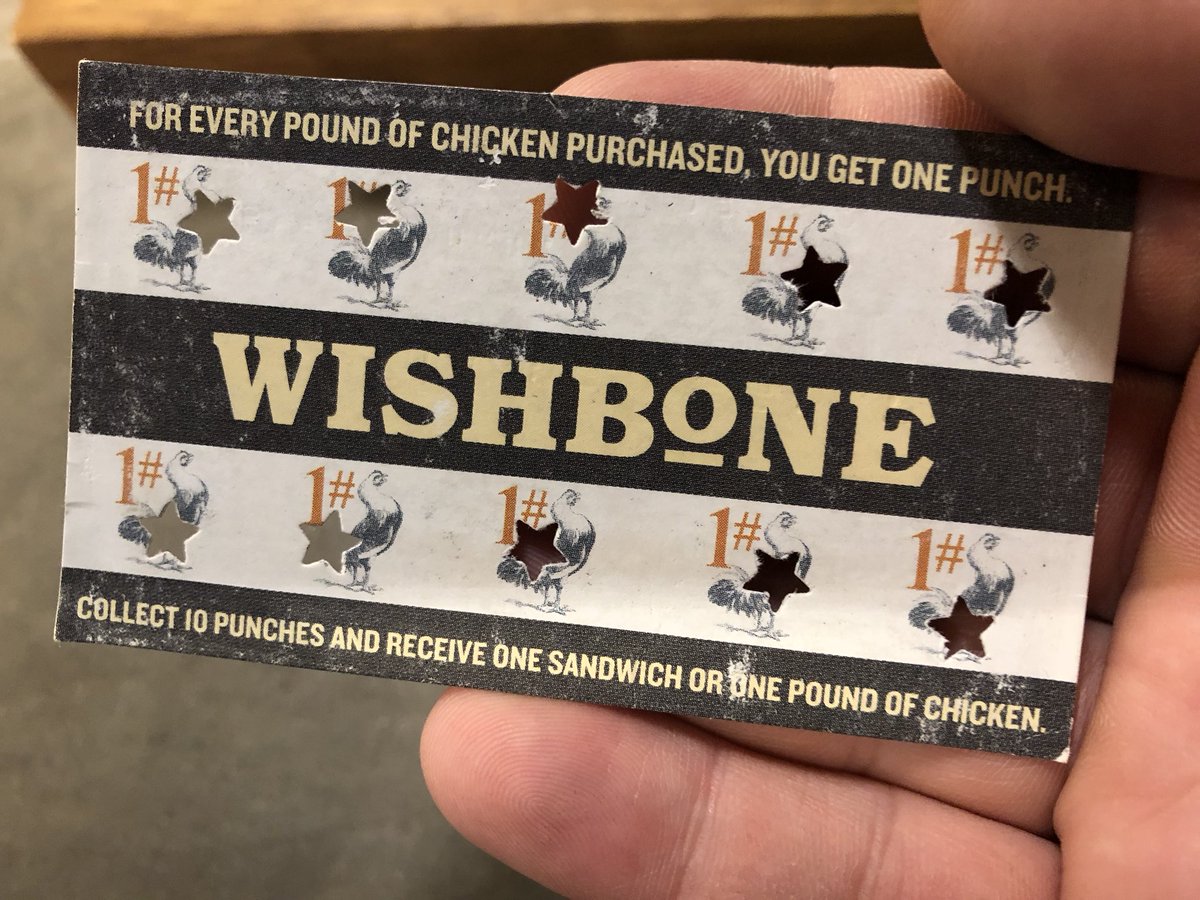 FOR EVERY POUND OF CHICKEN PURCHASED, YOU GET ONE PUNCH.
1# 1# 1# 1# 1#
WISHBONE
1# 1# 1# 1# 1#
COLLECT 10 PUNCHES AND RECEIVE ONE SANDWICH OR ONE POUND OF CHICKEN.